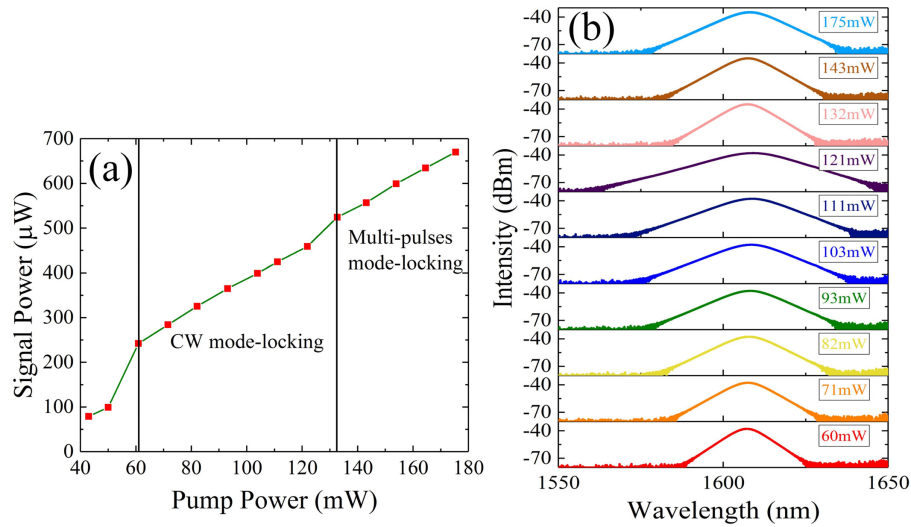 (a)
700
600
500
400
300
200
100
0
Signal Power (μW)
CW mode-locking
Multi-pulses
mode-locking
40 60 80 100 120 140 160 180
Pump Power (mW)
(b)
Intensity (dBm)
-40
-70
175mW
-40
-70
143mW
-40
-70
132mW
-40
-70
121mW
-40
-70
111mW
-40
-70
103mW
-40
-70
93mW
-40
-70
82mW
-40
-70
71mW
-40
-70
60mW
1550 1600 1650
Wavelength (nm)